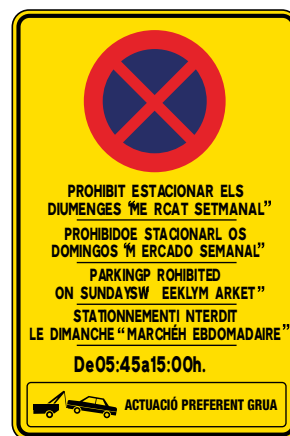 PROHIBIT ESTACIONAR ELS
DIUMENGES “ME RCAT SETMANAL”
PROHIBIDOE STACIONARL OS
DOMINGOS “M ERCADO SEMANAL”
PARKINGP ROHIBITED
ON SUNDAYSW EEKLYM ARKET”
STATIONNEMENTI NTERDIT
LE DIMANCHE “MARCHÉH EBDOMADAIRE”
De05:45a15:00h.
ACTUACIÓ PREFERENT GRUA